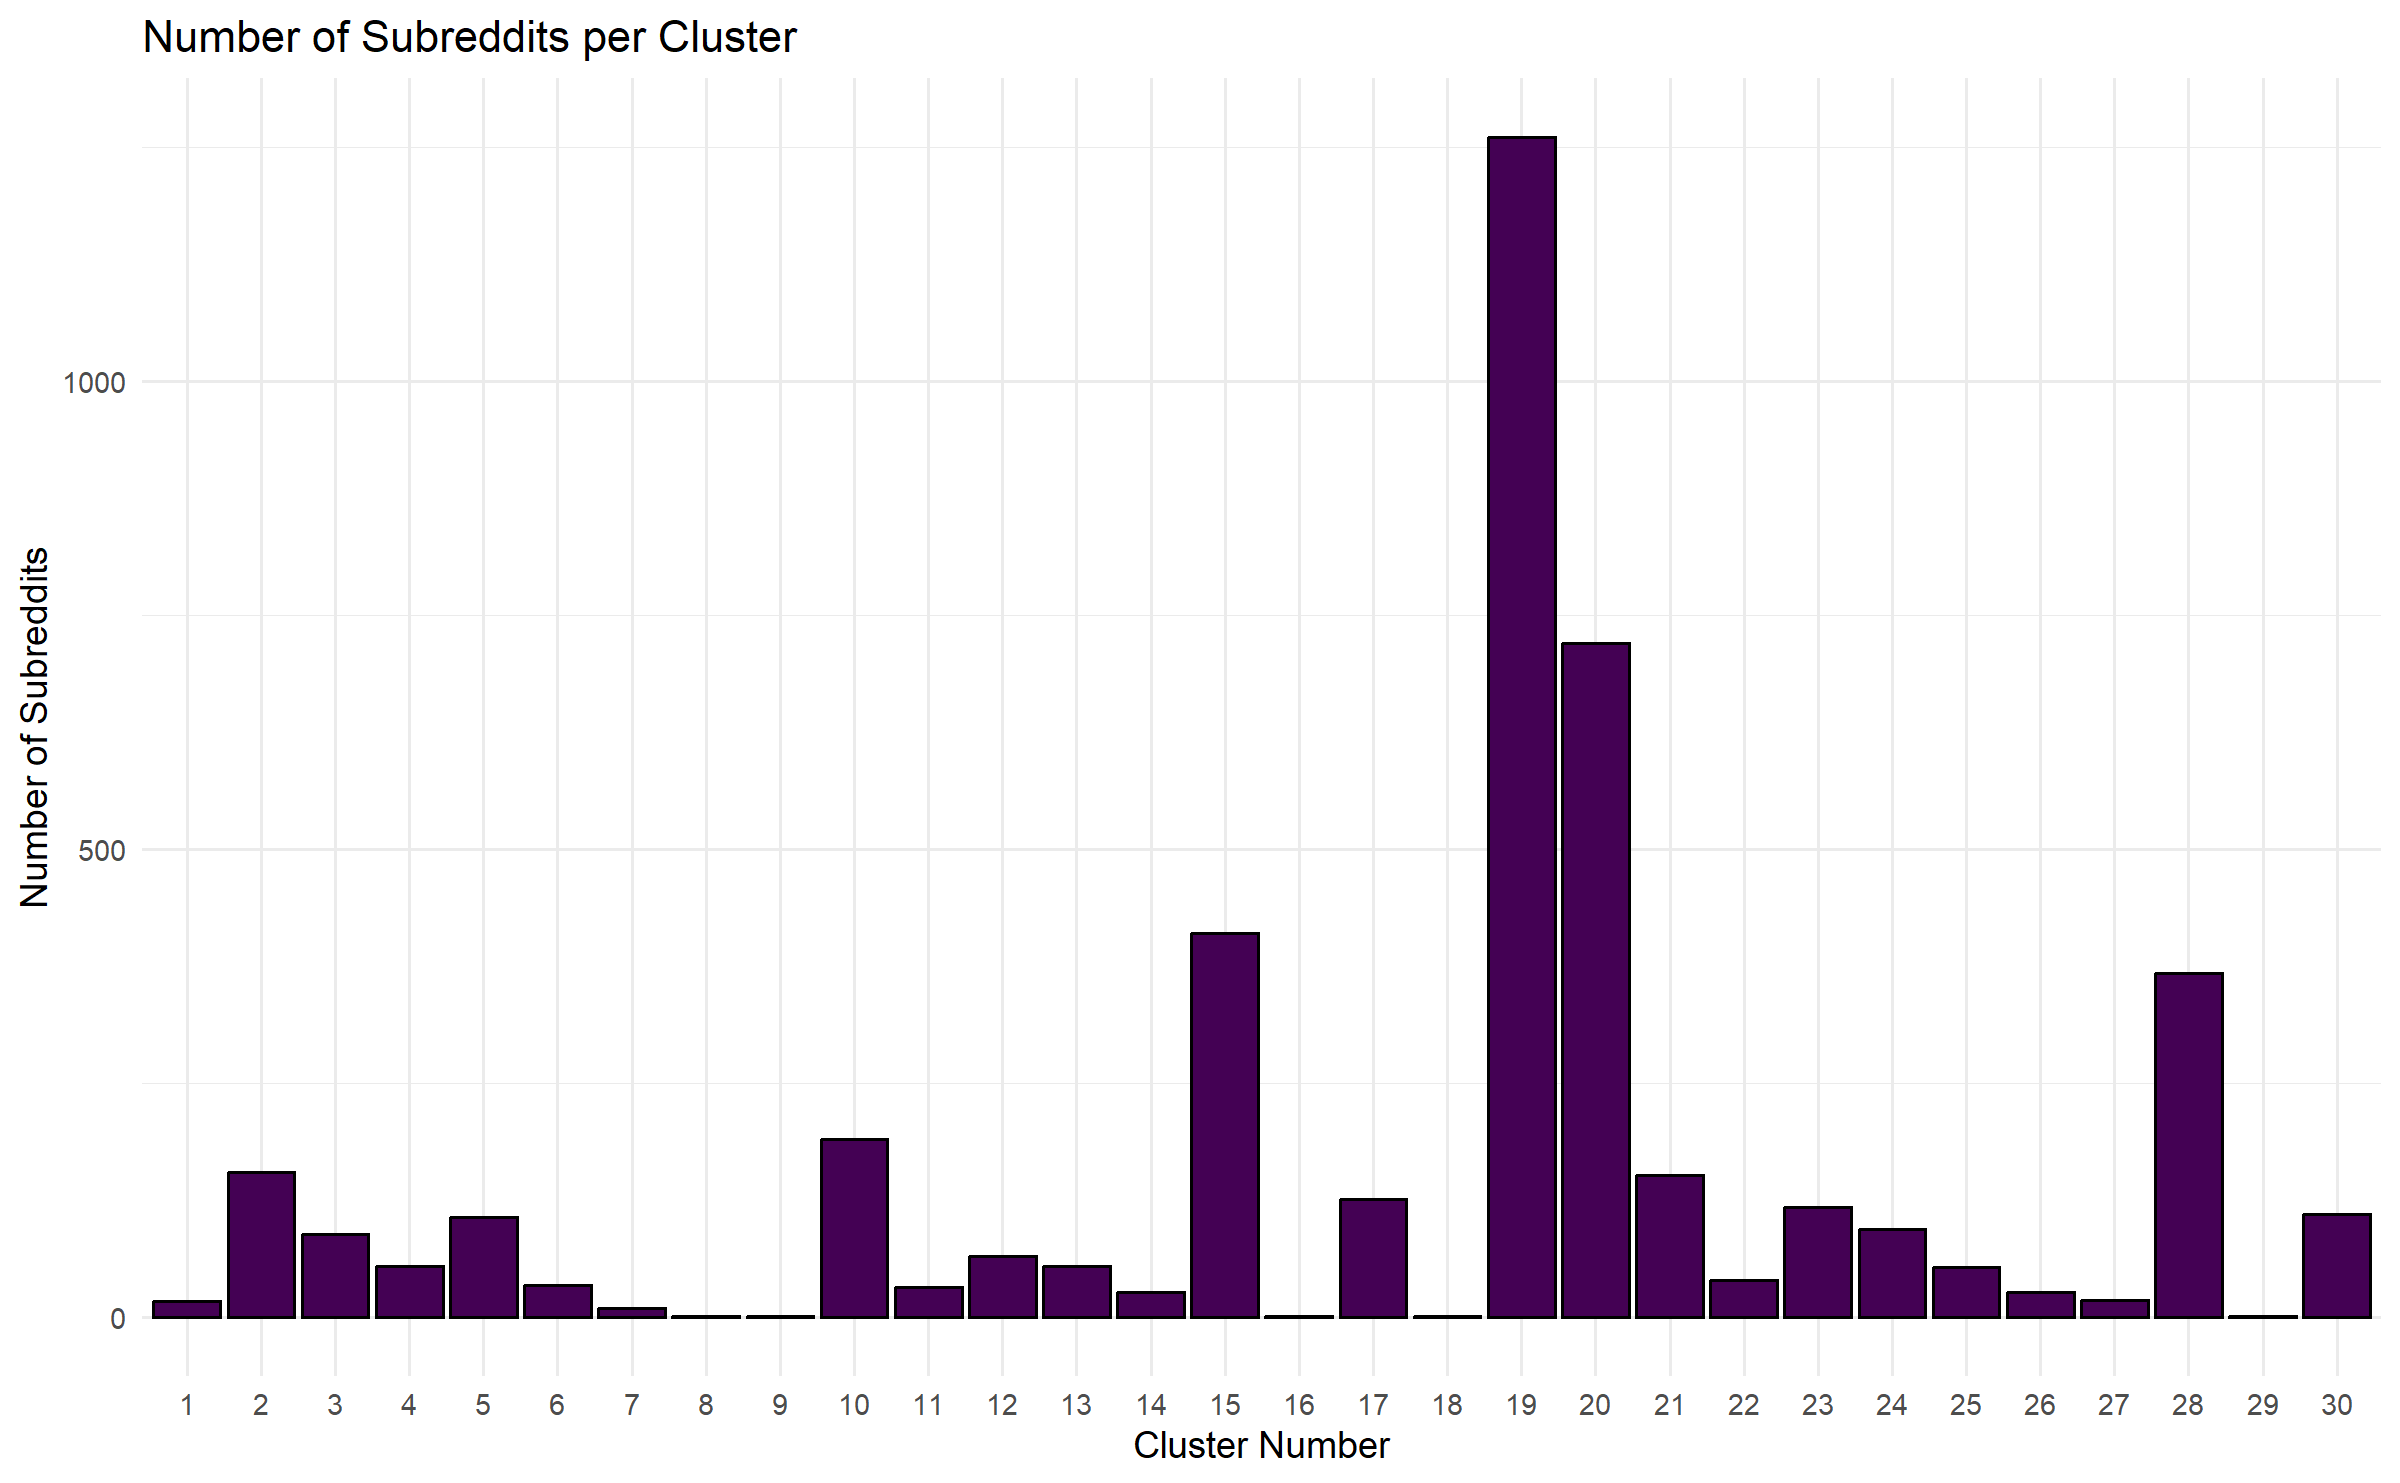 Number of Subreddits per Cluster
Number of Subreddits
1000
500
0
1 2 3 4 5 6 7 8 9 10 11 12 13 14 15 16 17 18 19 20 21 22 23 24 25 26 27 28 29 30
Cluster Number